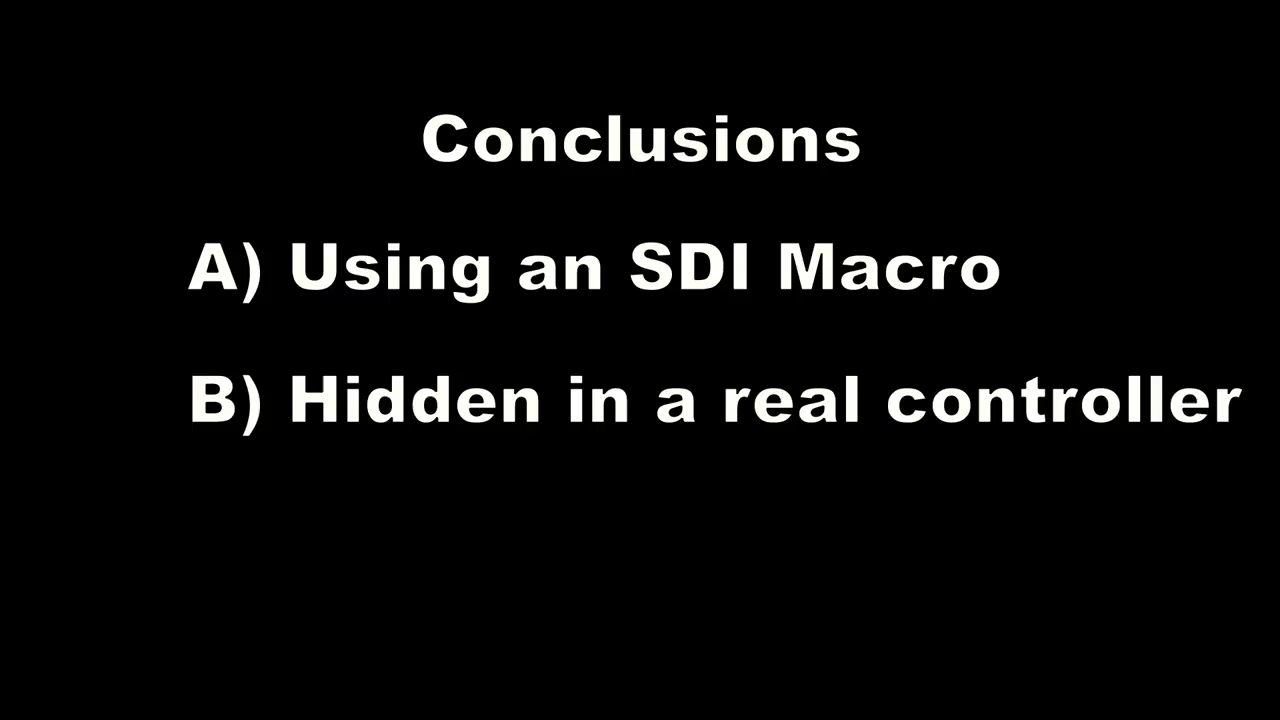 Conclusions
A) Using an SDI Macro
B) Hidden in a real controller